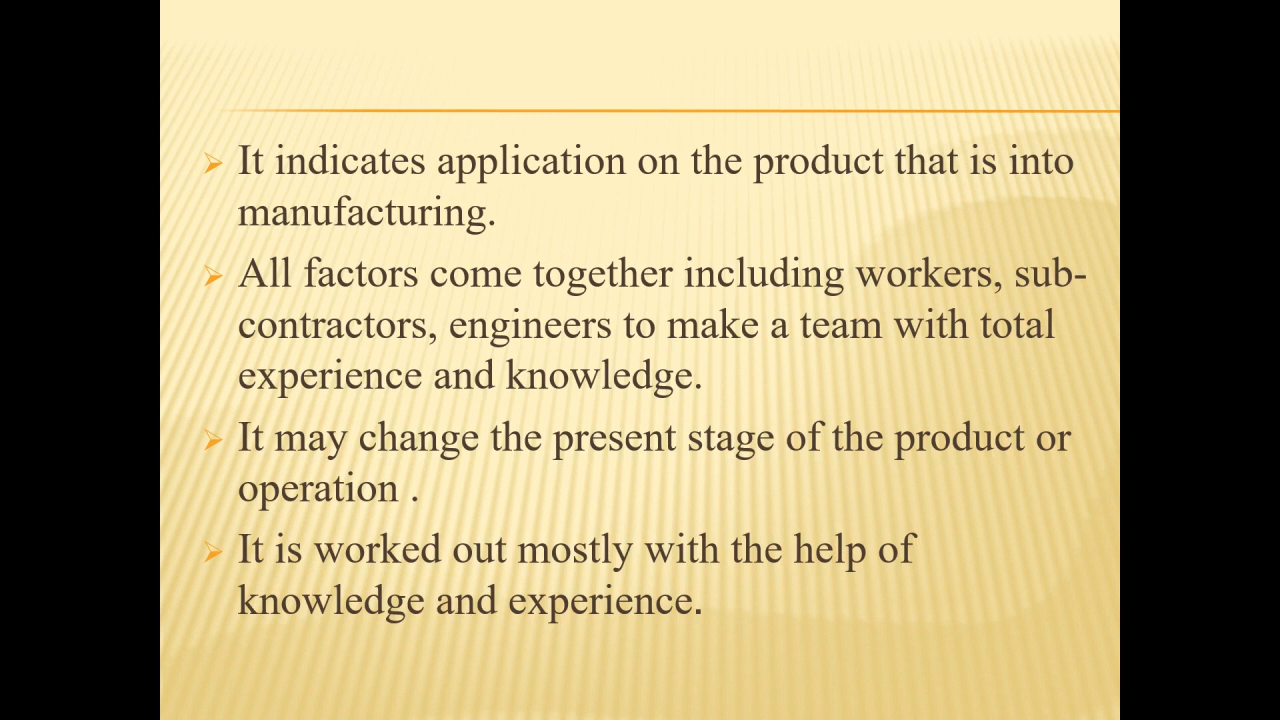 It indicates application on the product that is into
manufacturing.
All factors come together including workers, sub-
contractors, engineers to make a team with total
experience and knowledge.
It may change the present stage of the product or
operation .
It is worked out mostly with the help of
knowledge and experience.